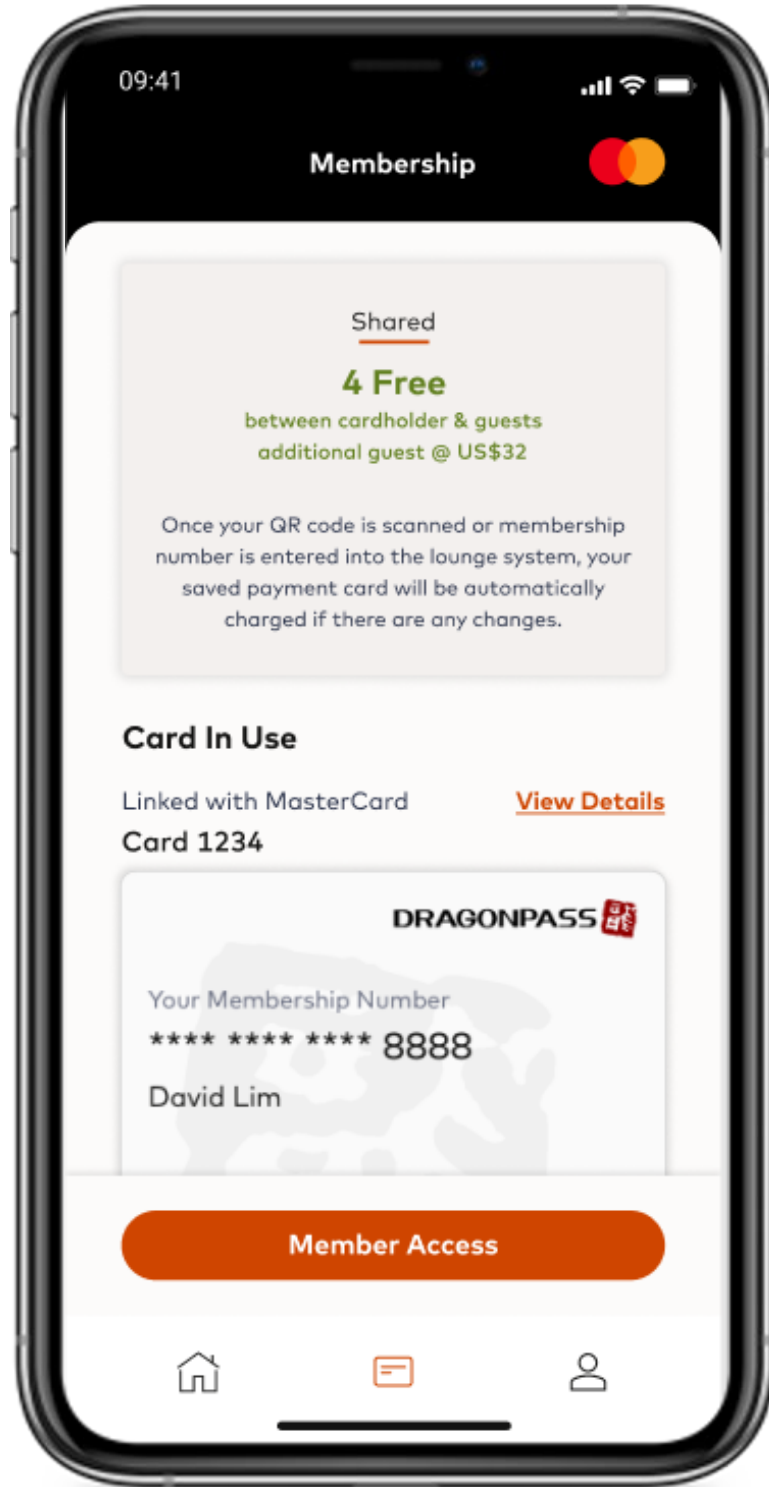 09:41
Membership
Shared
4 Free
between cardholder & guests
additional guest @ US$32
Once your QR code is scanned or membership
number is entered into the lounge system, your
saved payment card will be automatically
charged if there are any changes.
Card In Use
Linked with MasterCard
View Details
Card 1234
DRAGONPASS
Your Membership Number
**** **** **** 8888
David Lim
Member Access